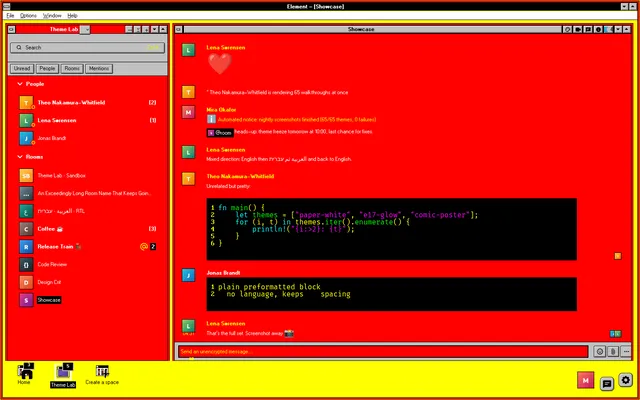 Element - [Showcase]
File Options Window Help
Theme Lab
Search
Unread People Rooms Mentions
People
T Theo Nakamura-Whitfield (2)
L Lena Sørensen (1)
J Jonas Brandt
Rooms
Theme Lab · Sandbox
... An Exceedingly Long Room Name That Keeps Goin...
ع العربية · עברית · RTL
C Coffee ☕ (3)
R Release Train @ 2
{} Code Review
D Design Crit
S Showcase
Showcase
L Lena Sørensen
❤️
T * Theo Nakamura-Whitfield is rendering 65 walkthroughs at once
M Mira Okafor
Automated notice: nightly screenshots finished (65/65 themes, 0 failures)
@room heads-up: theme freeze tomorrow at 10:00, last chance for fixes
L Lena Sørensen
Mixed direction: English then العربية ثم עברית and back to English.
T Theo Nakamura-Whitfield
Unrelated but pretty:
1 fn main() {
2 let themes = ["paper-white", "e17-glow", "comic-poster"];
3 for (i, t) in themes.iter().enumerate() {
4 println!("{i:>2}: {t}");
5 }
6 }
J Jonas Brandt
1 plain preformatted block
2 no language, keeps spacing
L Lena Sørensen
That's the full set. Screenshot away 📸
Send an unencrypted message...
Home
Theme Lab
Create a space
M